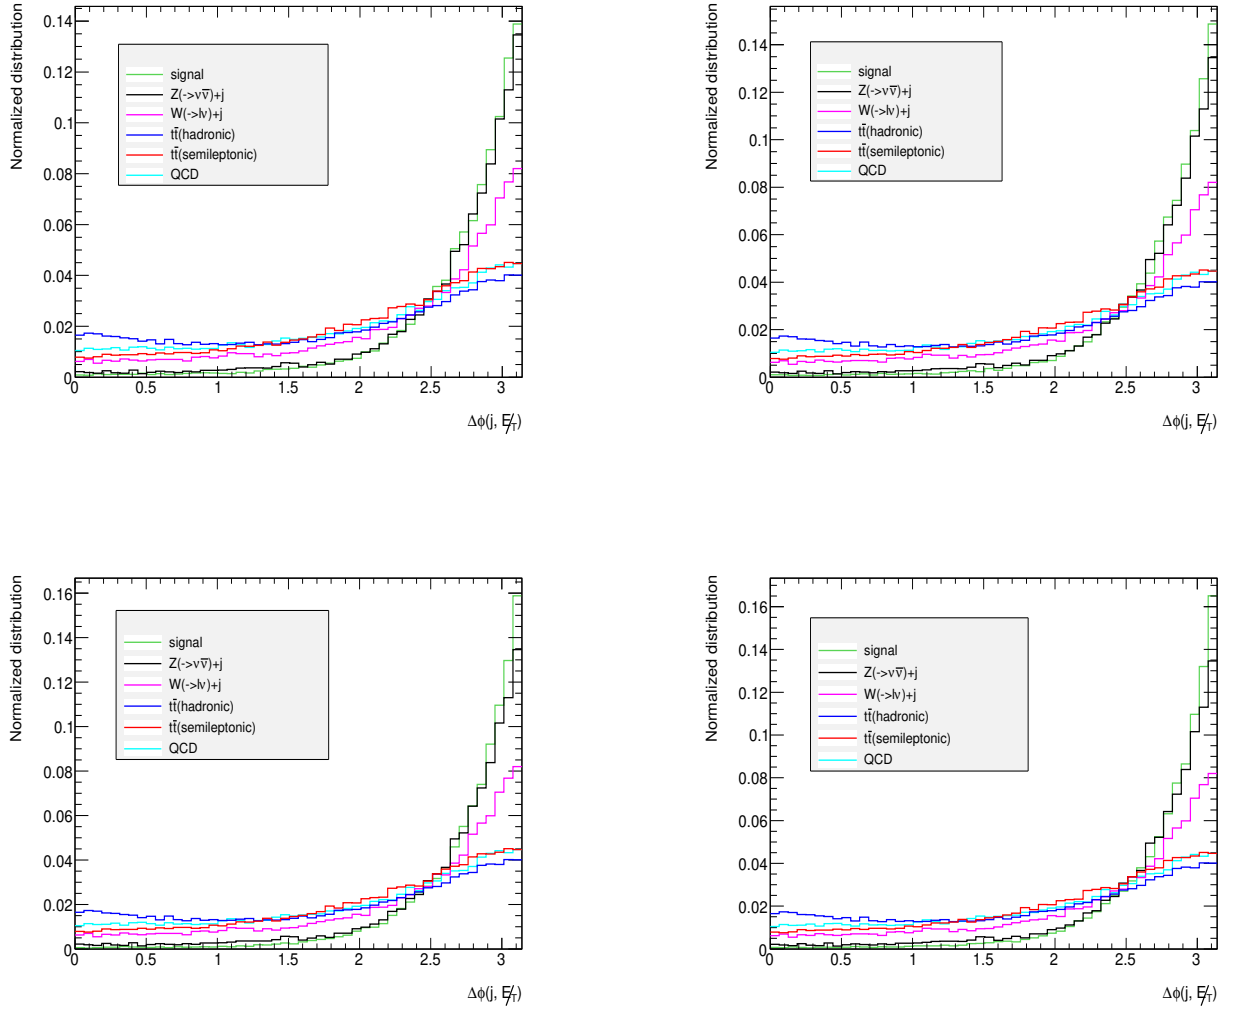 Normalized distribution
0.14
0.12
0.1
0.08
0.06
0.04
0.02
0
signal
Z(->νν̅)+j
W(->lν)+j
tt̄(hadronic)
tt̄(semileptonic)
QCD
0 0.5 1 1.5 2 2.5 3
Δϕ(j, E̸T)
Normalized distribution
0.14
0.12
0.1
0.08
0.06
0.04
0.02
0
signal
Z(->νν̅)+j
W(->lν)+j
tt̄(hadronic)
tt̄(semileptonic)
QCD
0 0.5 1 1.5 2 2.5 3
Δϕ(j, E̸T)
Normalized distribution
0.16
0.14
0.12
0.1
0.08
0.06
0.04
0.02
0
signal
Z(->νν̅)+j
W(->lν)+j
tt̄(hadronic)
tt̄(semileptonic)
QCD
0 0.5 1 1.5 2 2.5 3
Δϕ(j, E̸T)
Normalized distribution
0.16
0.14
0.12
0.1
0.08
0.06
0.04
0.02
0
signal
Z(->νν̅)+j
W(->lν)+j
tt̄(hadronic)
tt̄(semileptonic)
QCD
0 0.5 1 1.5 2 2.5 3
Δϕ(j, E̸T)